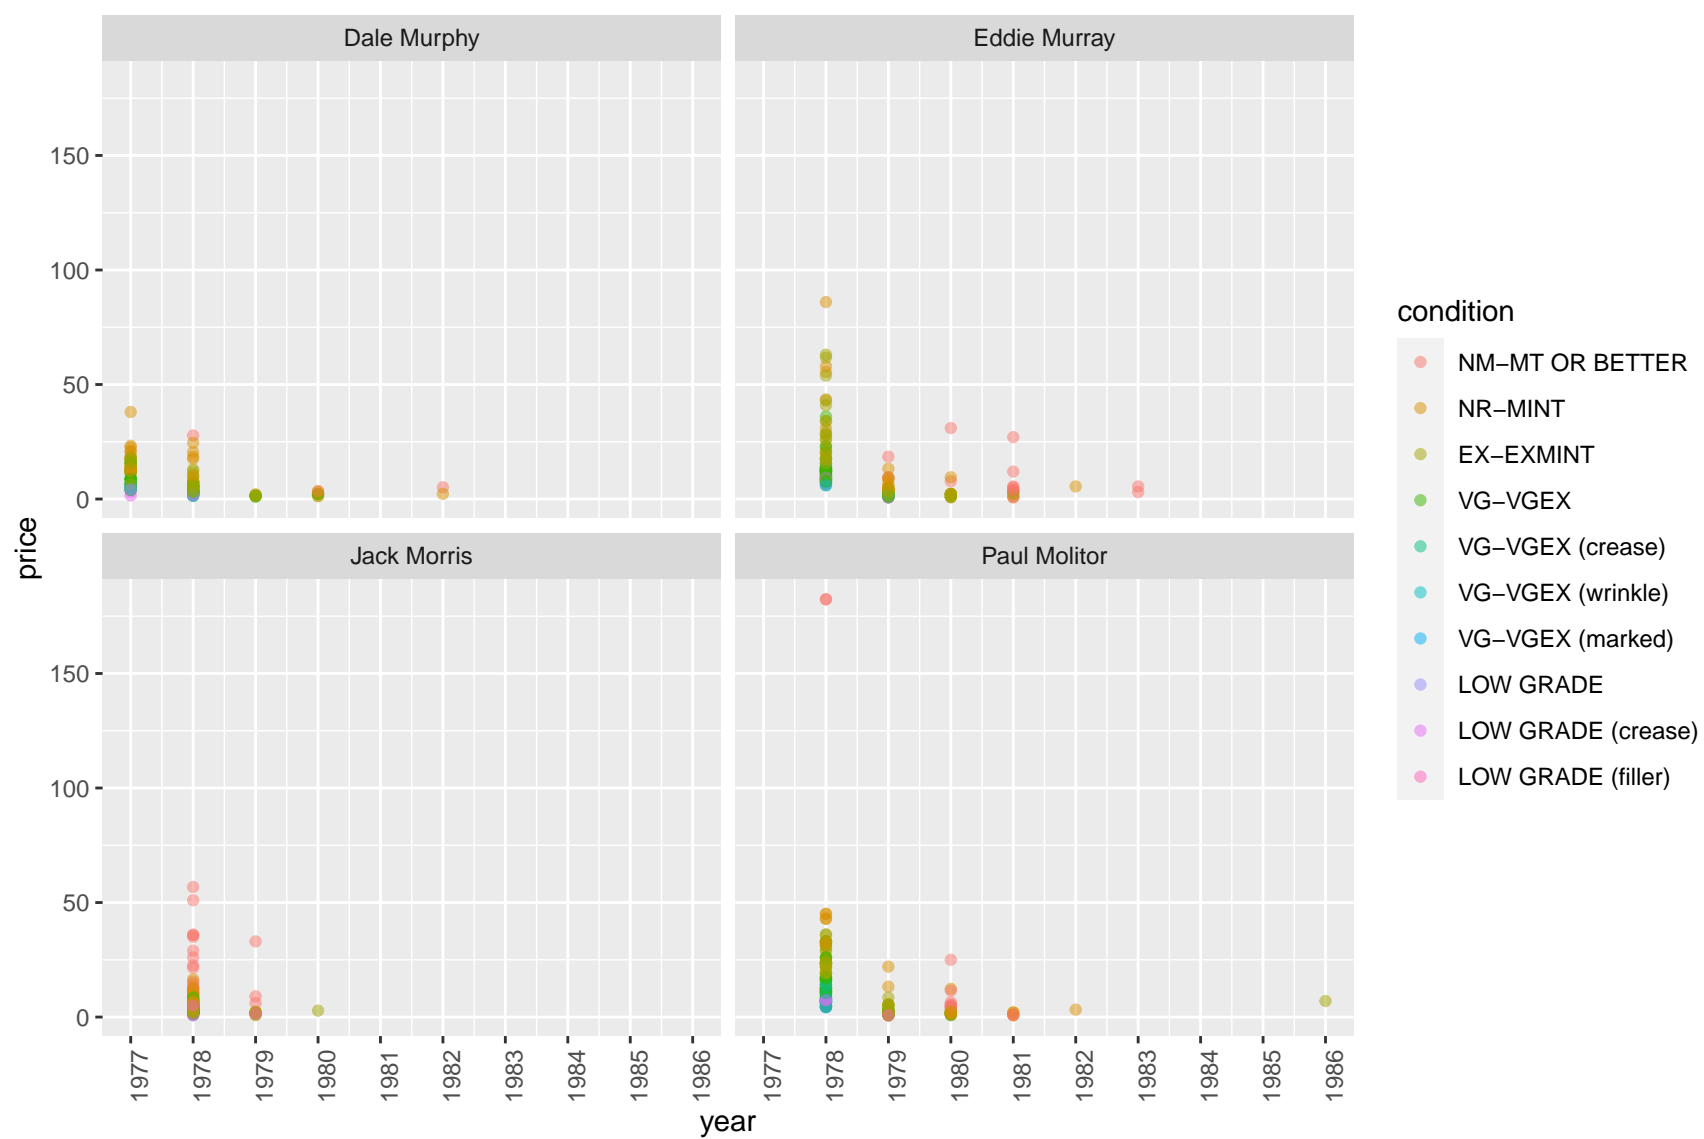 Dale Murphy
Eddie Murray
150
100
50
0
Jack Morris
Paul Molitor
150
100
50
0
price
1977
1978
1979
1980
1981
1982
1983
1984
1985
1986
1977
1978
1979
1980
1981
1982
1983
1984
1985
1986
year
condition
NM−MT OR BETTER
NR−MINT
EX−EXMINT
VG−VGEX
VG−VGEX (crease)
VG−VGEX (wrinkle)
VG−VGEX (marked)
LOW GRADE
LOW GRADE (crease)
LOW GRADE (filler)